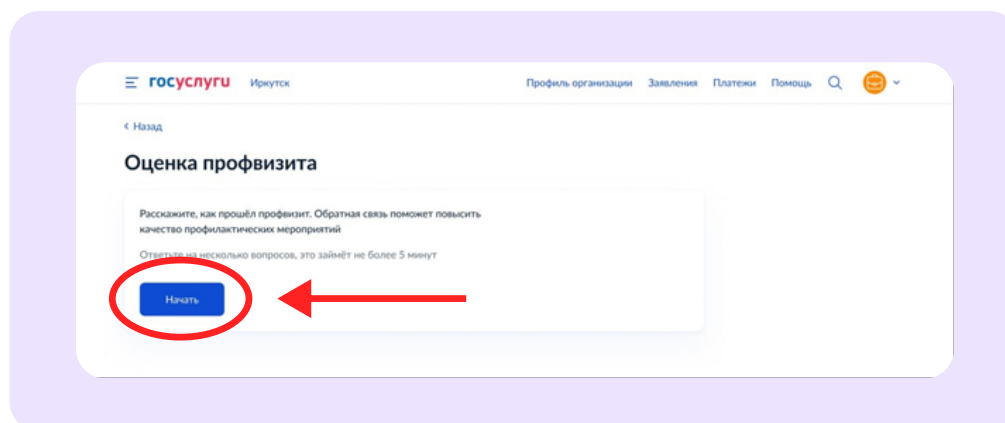 госуслуги Иркутск Профиль организации Заявления Платежи Помощь
< Назад
Оценка профвизита
Расскажите, как прошёл профвизит. Обратная связь поможет повысить
качество профилактических мероприятий
Ответьте на несколько вопросов, это займёт не более 5 минут
Начать